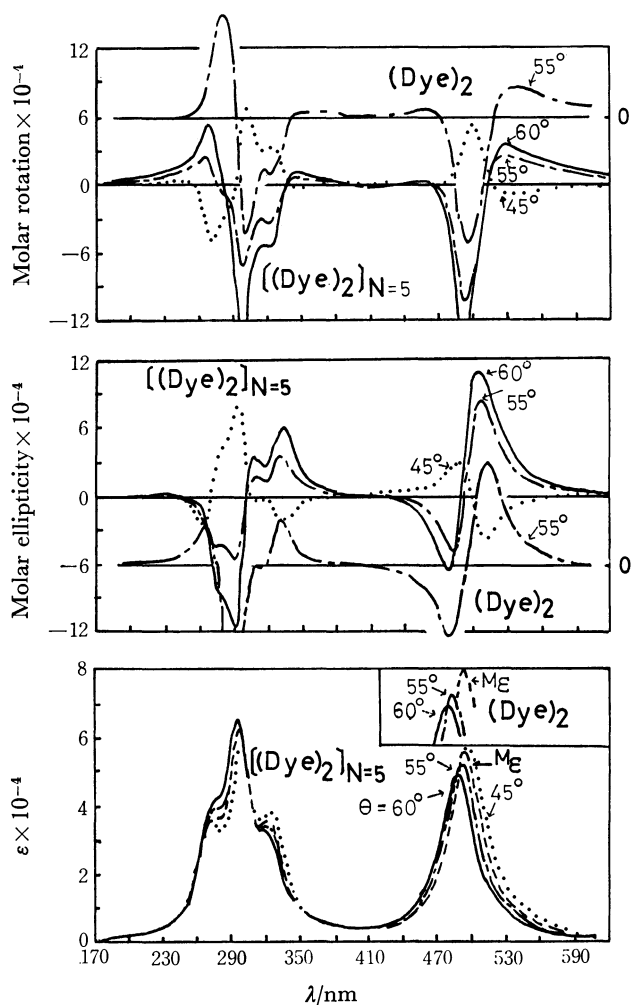 Molar rotation × 10⁻⁴
12
6
0
−6
−12
(Dye)₂
55°
0
60°
55°
45°
[(Dye)₂]N=5
Molar ellipticity × 10⁻⁴
12
6
0
−6
−12
[(Dye)₂]N=5
60°
55°
45°
55°
0
(Dye)₂
ε × 10⁻⁴
8
6
4
2
0
55°
Mε
60°
(Dye)₂
[(Dye)₂]N=5
55°
Mε
θ=60°
45°
170
230
290
350
410
470
530
590
λ/nm